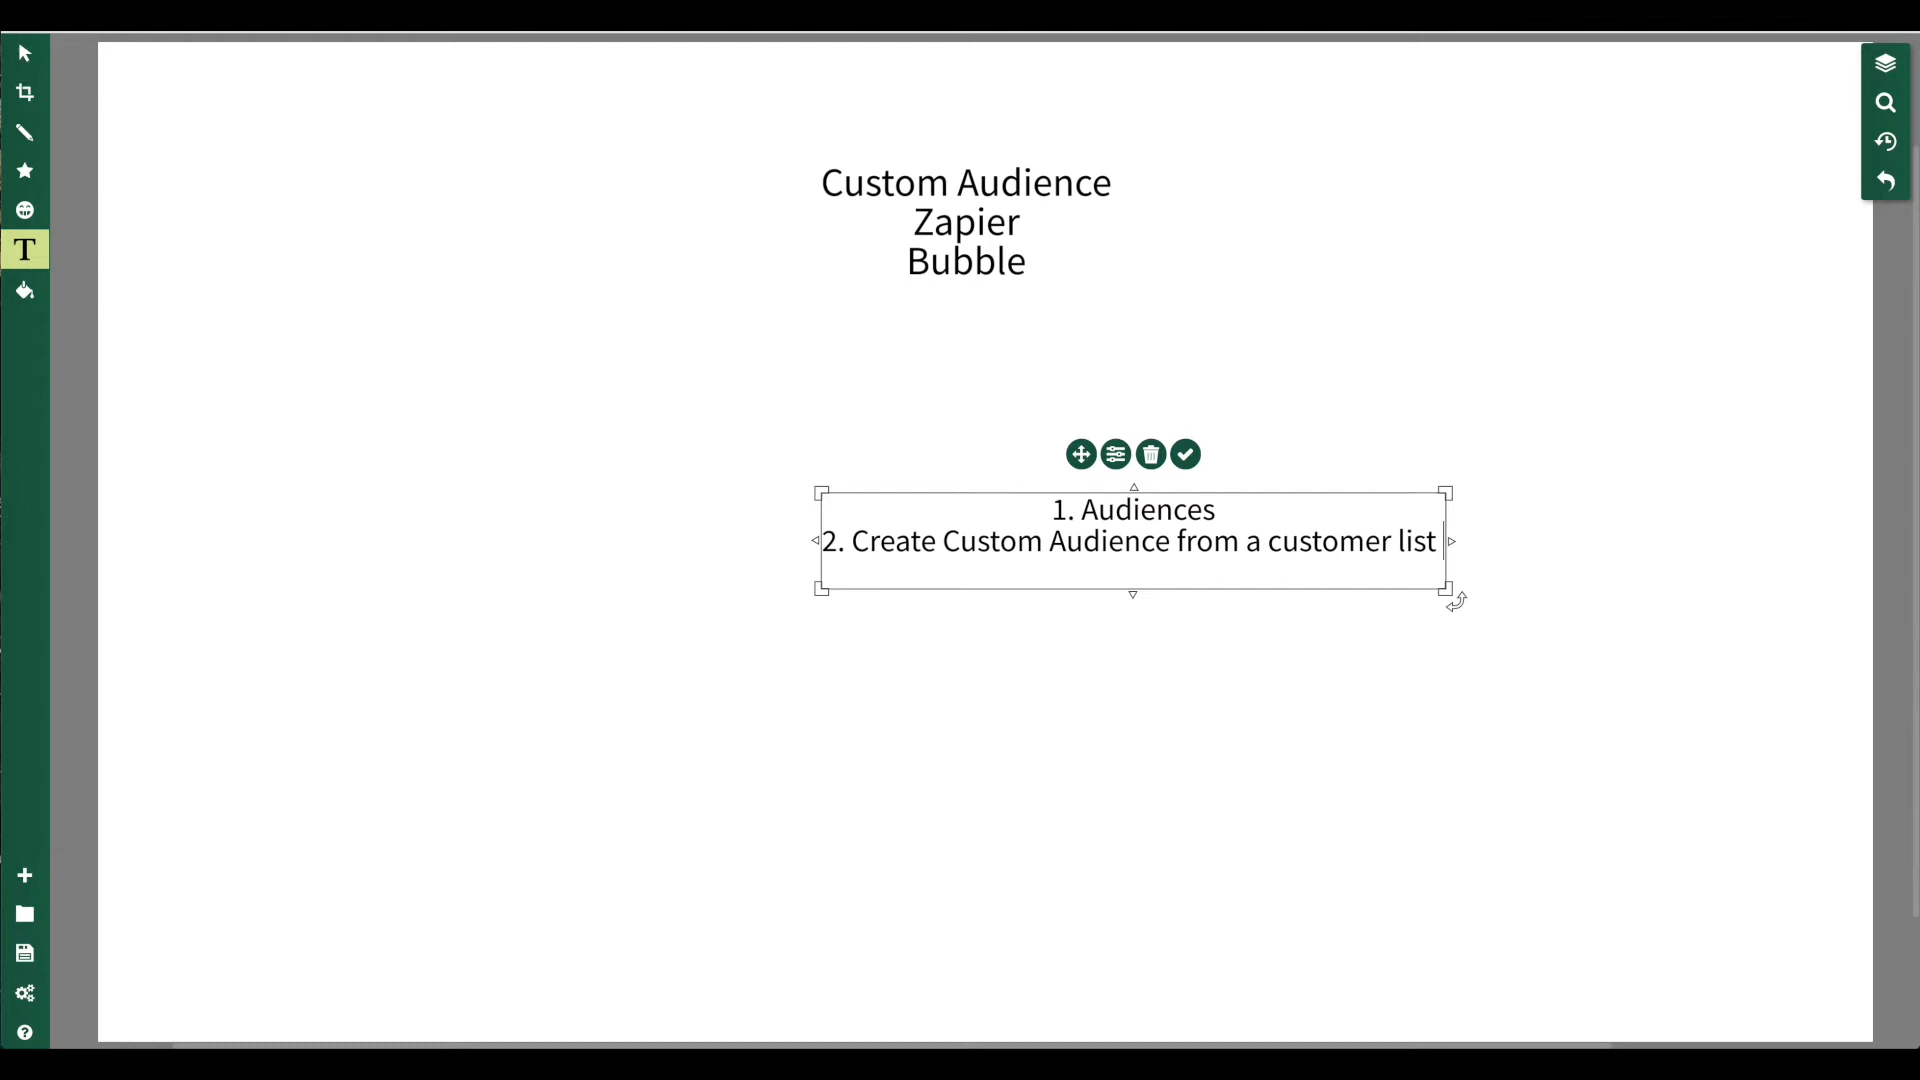 Custom Audience
Zapier
Bubble
1. Audiences
2. Create Custom Audience from a customer list